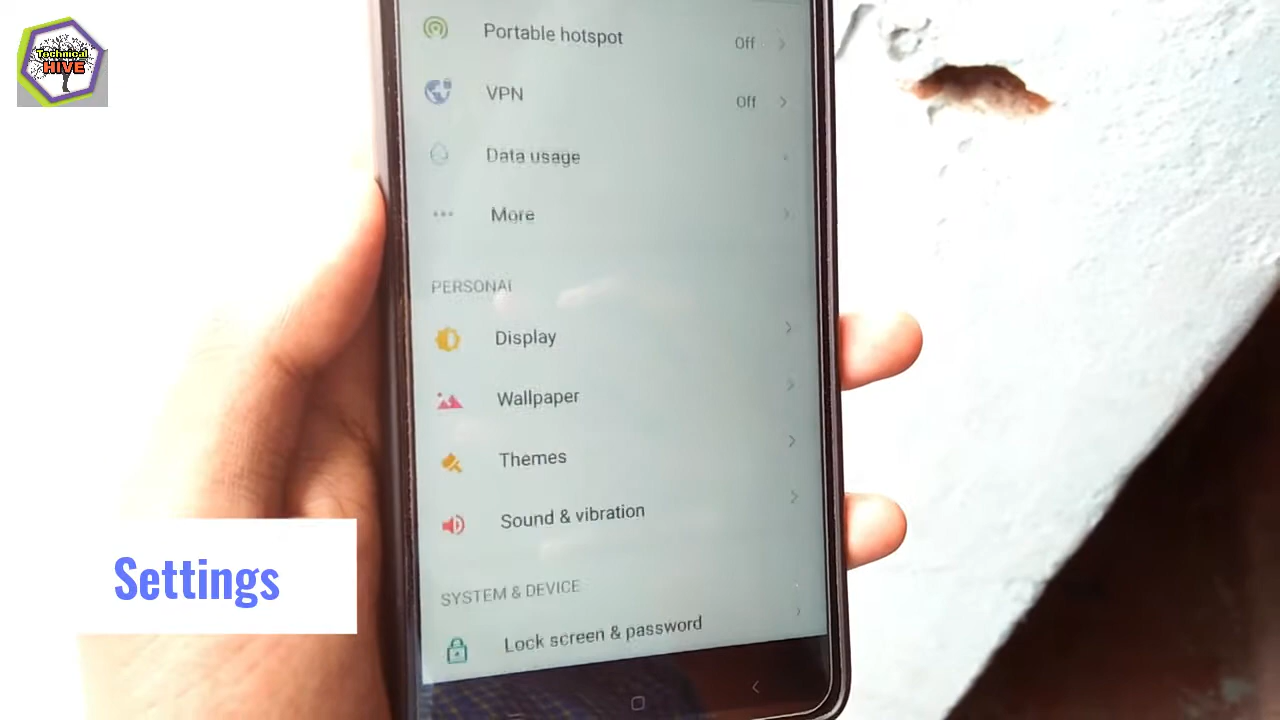 Technical
HIVE
Portable hotspot
Off
VPN
Off
Data usage
More
PERSONAL
Display
Wallpaper
Themes
Sound & vibration
SYSTEM & DEVICE
Lock screen & password
Settings